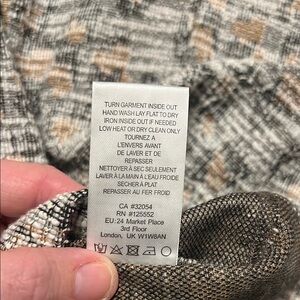 TURN GARMENT INSIDE OUT
HAND WASH LAY FLAT TO DRY
IRON INSIDE OUT IF NEEDED
LOW HEAT OR DRY CLEAN ONLY
TOURNEZ A
L'ENVERS AVANT
DE LAVER ET DE
REPASSER
NETTOYER À SEC SEULEMENT
LAVER À LA MAIN À L'EAU FROIDE
SECHER À PLAT
REPASSER AU FER FROID
CA #32054
RN #125552
EU: 24 Market Place
3rd Floor
London, UK W1W8AN